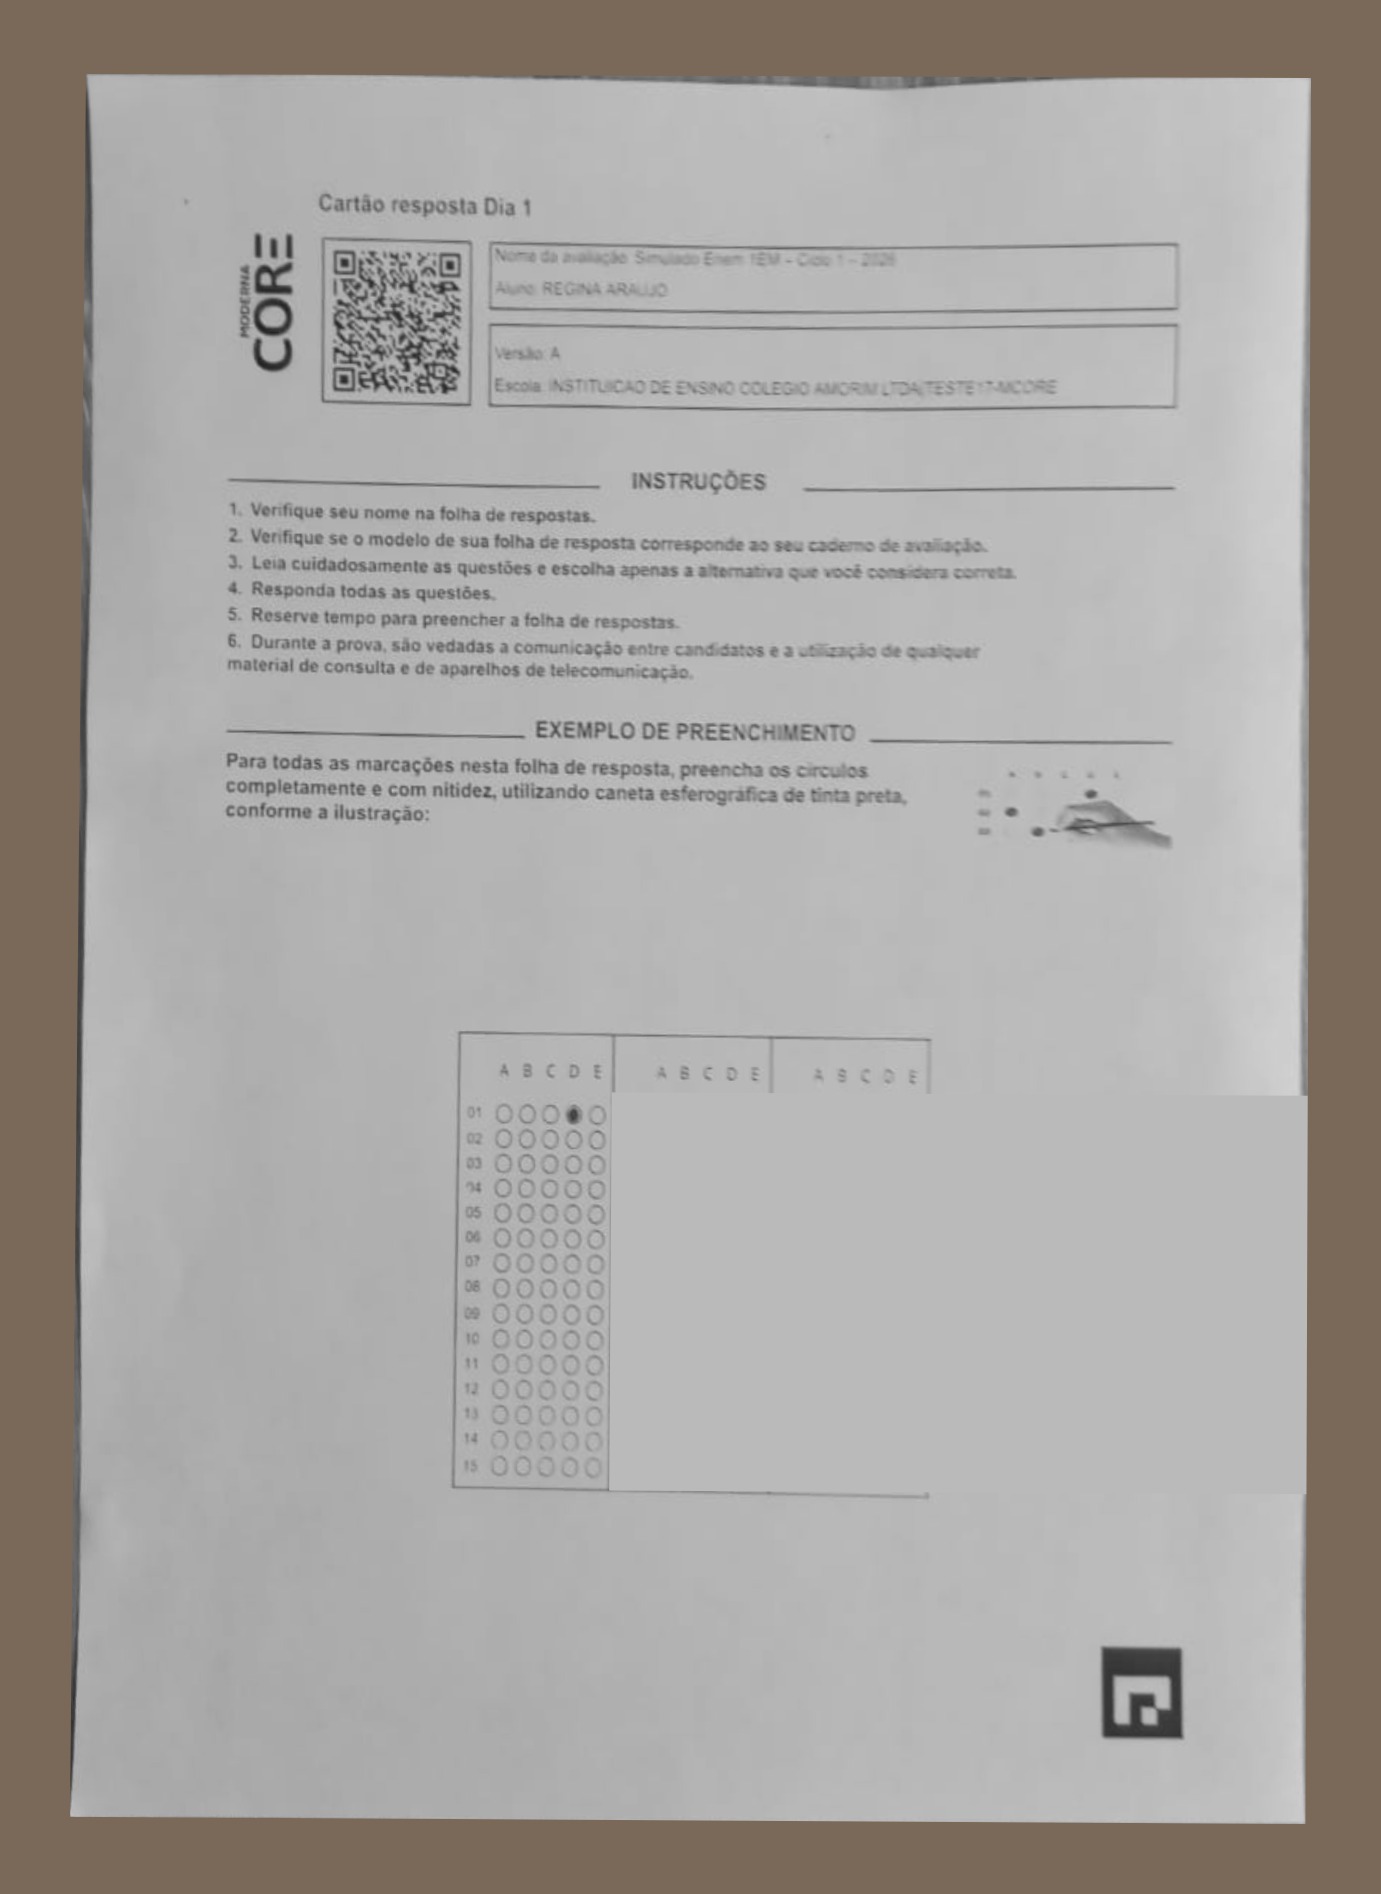 Cartão resposta Dia 1
MODERNA
CORE
Nome da avaliação: Simulado Enem 1EM - Ciclo 1 - 2026
Aluno: REGINA ARAUJO
Versão: A
Escola: INSTITUICAO DE ENSINO COLEGIO AMORIM LTDA(TESTE17-MCORE
INSTRUÇÕES
1. Verifique seu nome na folha de respostas.
2. Verifique se o modelo de sua folha de resposta corresponde ao seu caderno de avaliação.
3. Leia cuidadosamente as questões e escolha apenas a alternativa que você considera correta.
4. Responda todas as questões.
5. Reserve tempo para preencher a folha de respostas.
6. Durante a prova, são vedadas a comunicação entre candidatos e a utilização de qualquer
material de consulta e de aparelhos de telecomunicação.
EXEMPLO DE PREENCHIMENTO
Para todas as marcações nesta folha de resposta, preencha os círculos
completamente e com nitidez, utilizando caneta esferográfica de tinta preta,
conforme a ilustração:
A B C D E A B C D E A B C D E
01
02
03
04
05
06
07
08
09
10
11
12
13
14
15